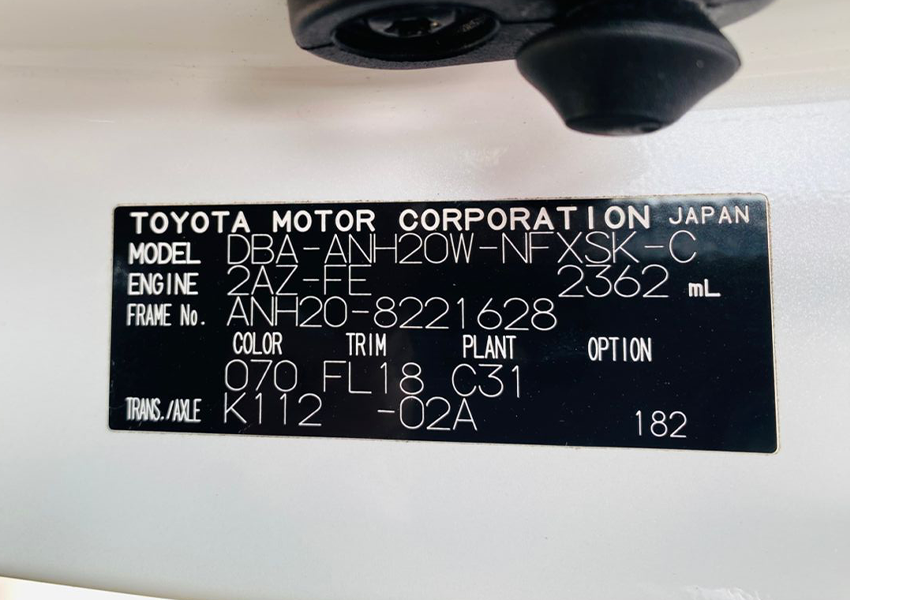 TOYOTA MOTOR CORPORATION JAPAN
MODEL DBA-ANH20W-NFXSK-C
ENGINE 2AZ-FE 2362 mL
FRAME No. ANH20-8221628
COLOR TRIM PLANT OPTION
070 FL18 C31
TRANS./AXLE K112 -02A 182